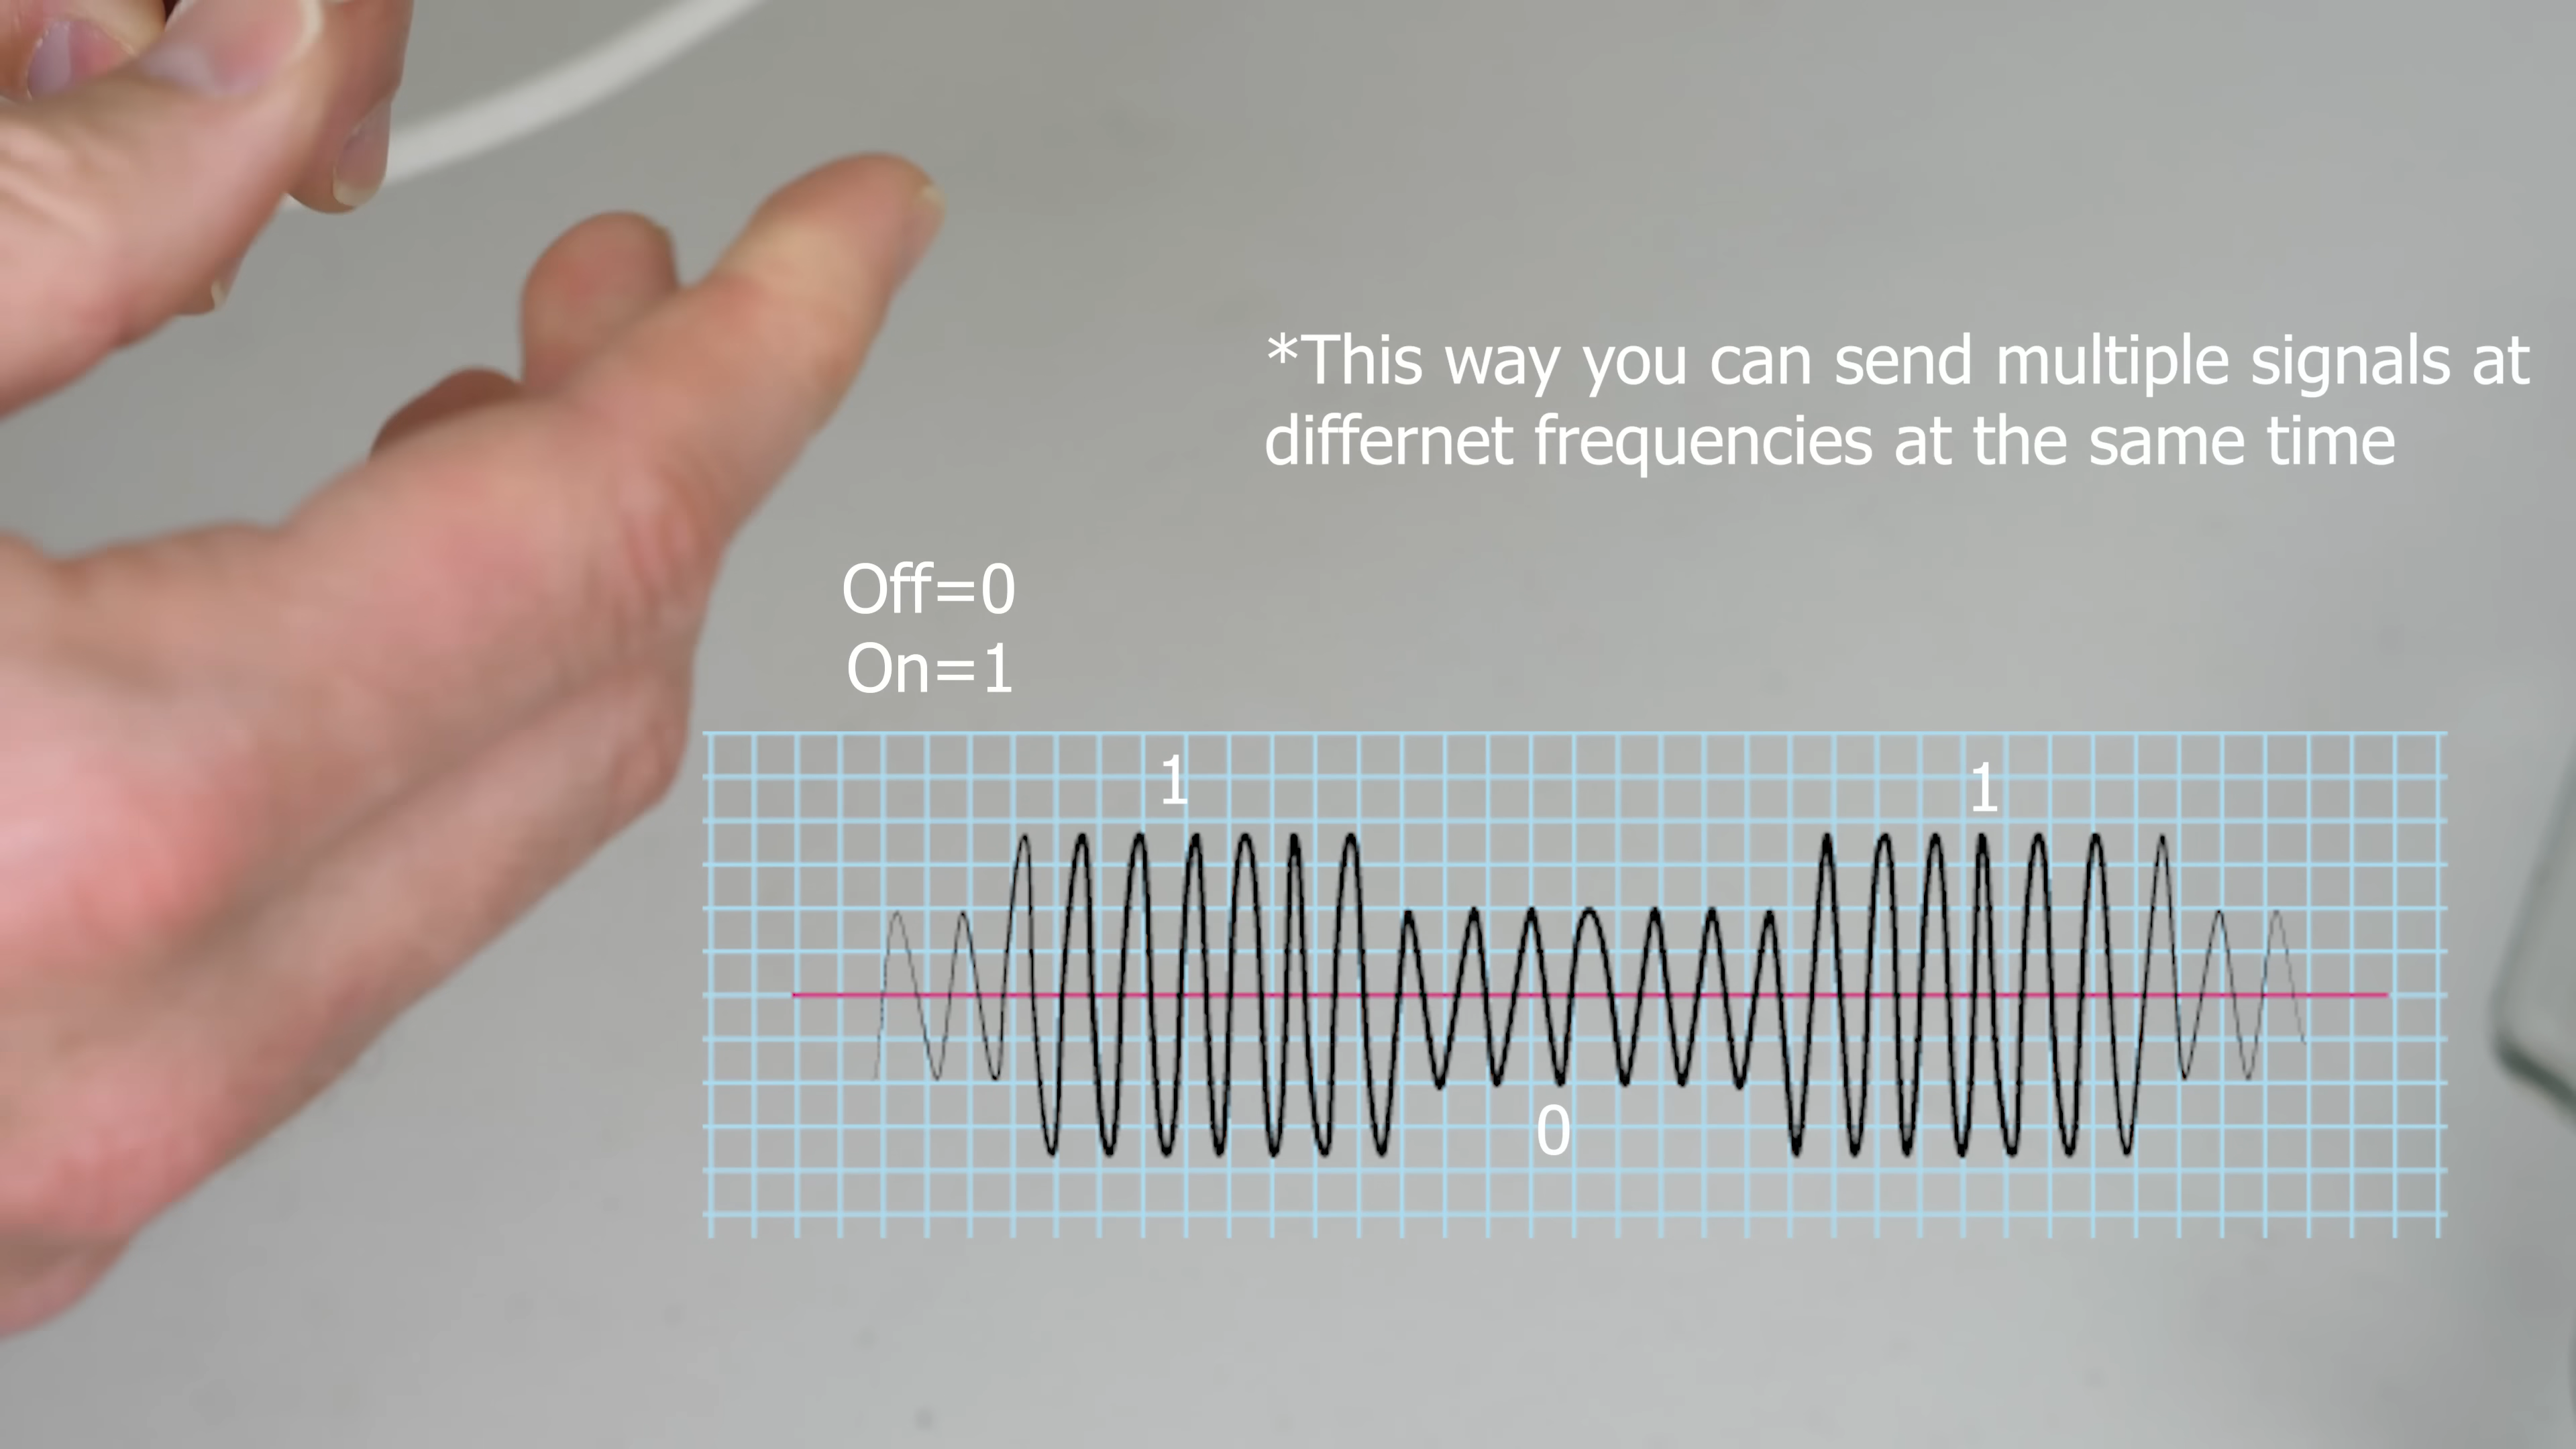 *This way you can send multiple signals at
differnet frequencies at the same time
Off=0
On=1
1
1
0